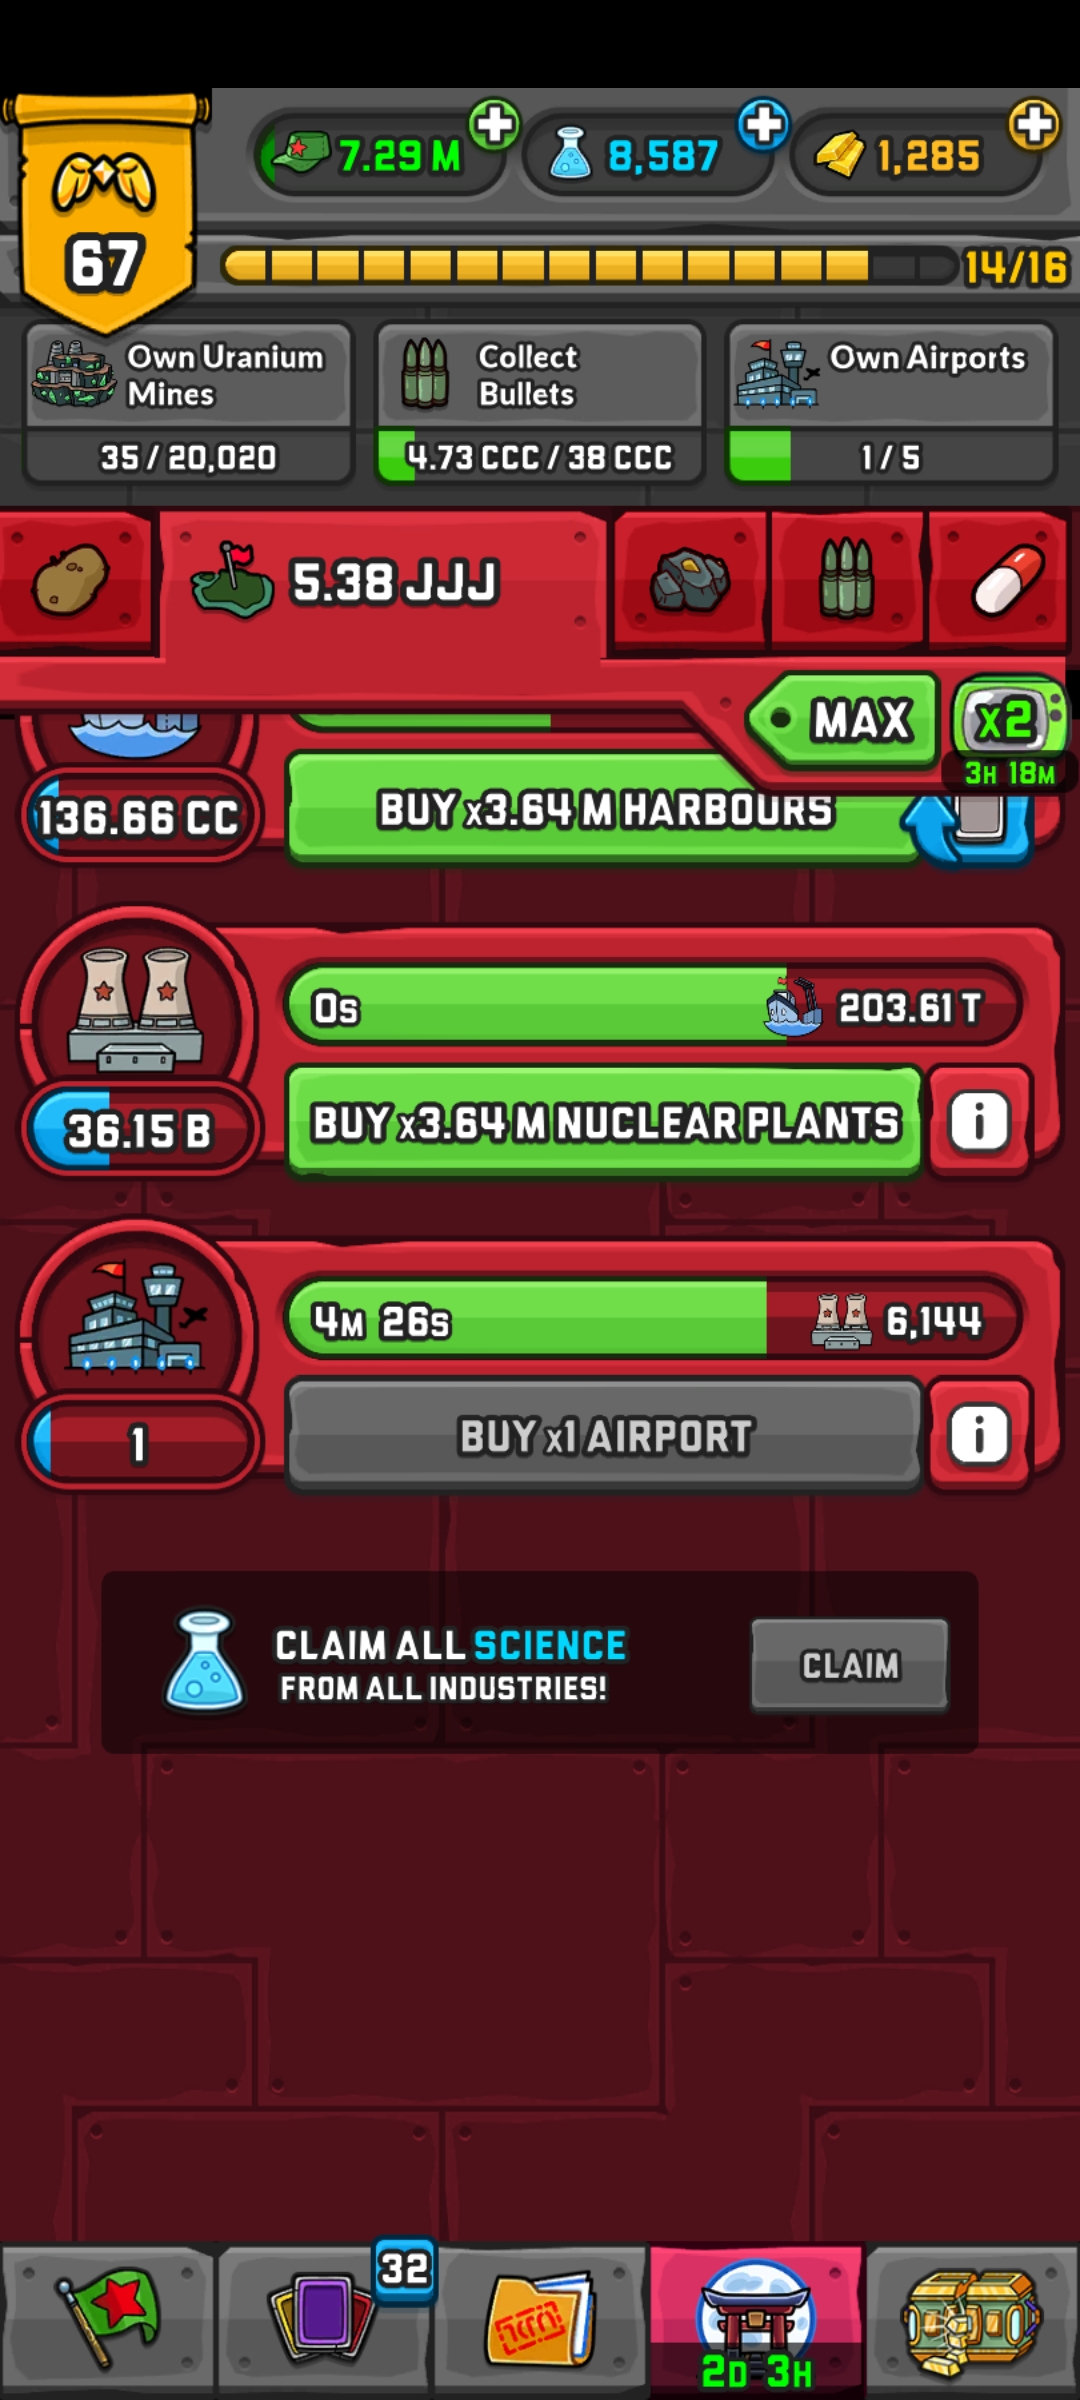 7.29 M
8,587
1,285
67
14/16
Own Uranium
Mines
35 / 20,020
Collect
Bullets
4.73 CCC / 38 CCC
Own Airports
1 / 5
5.38 JJJ
MAX
x2
3H 18M
136.66 CC
BUY x3.64 M HARBOURS
0s
203.61 T
36.15 B
BUY x3.64 M NUCLEAR PLANTS
i
4M 26s
6,144
1
BUY x1 AIRPORT
i
CLAIM ALL SCIENCE
FROM ALL INDUSTRIES!
CLAIM
32
2D 3H